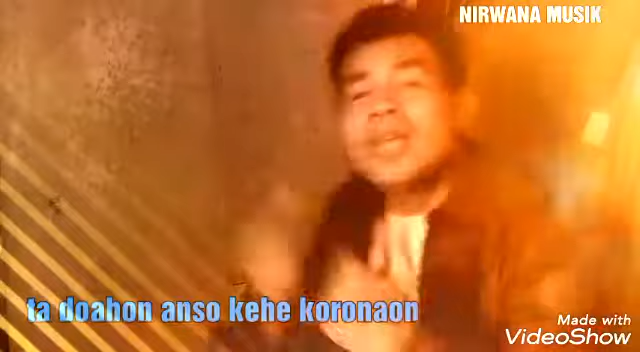 NIRWANA MUSIK
ta doahon anso kehe koronaon
Made with
VideoShow